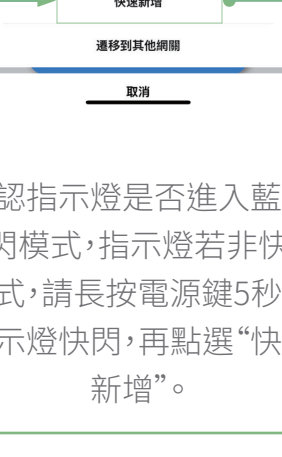 快速新增
遷移到其他網關
取消
認指示燈是否進入藍
閃模式，指示燈若非快
式，請長按電源鍵5秒
示燈快閃，再點選“快
新增”。